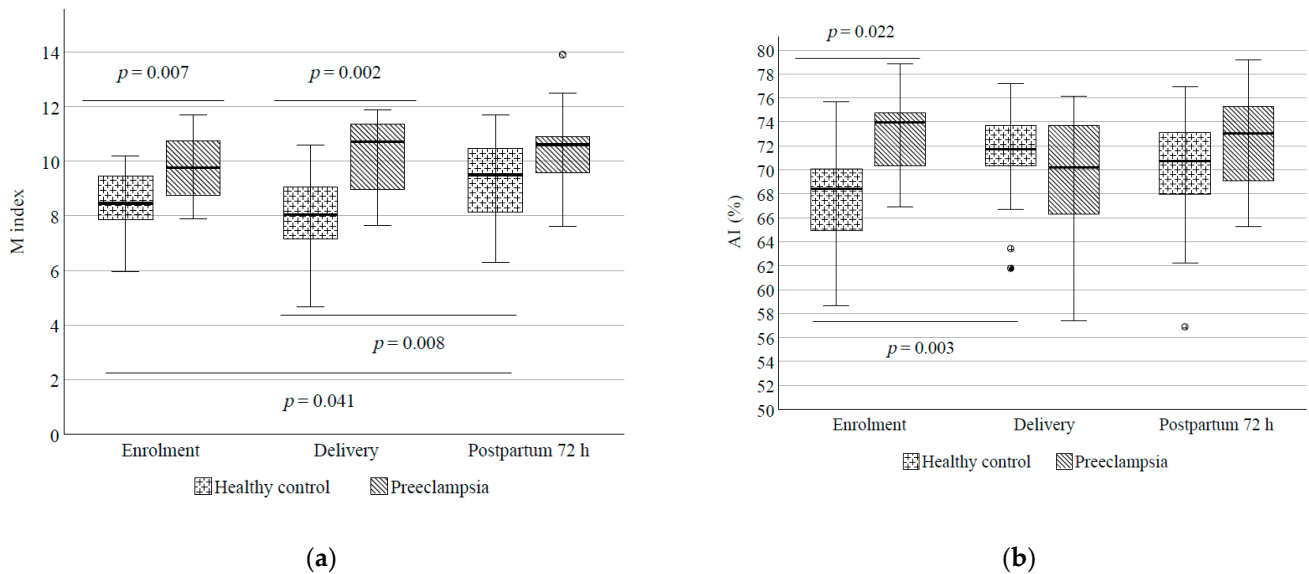 14
12
10
8
6
4
2
0
M index
p = 0.007
p = 0.002
p = 0.008
p = 0.041
Enrolment Delivery Postpartum 72 h
Healthy control Preeclampsia
(a)
80
78
76
74
72
70
68
66
64
62
60
58
56
54
52
50
AI (%)
p = 0.022
p = 0.003
Enrolment Delivery Postpartum 72 h
Healthy control Preeclampsia
(b)